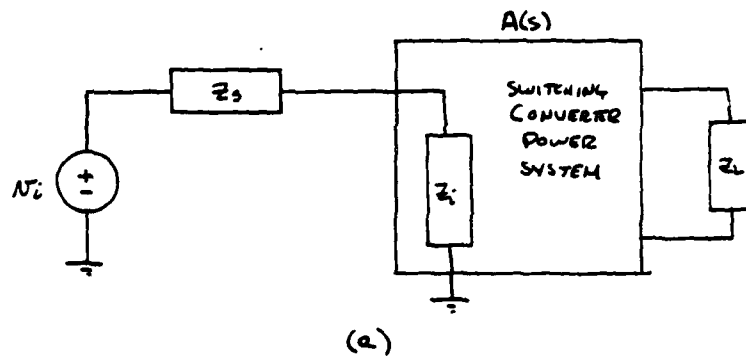 A(s)
Zs
SWITCHING
CONVERTER
POWER
SYSTEM
Zi
ZL
+
-
Vi
(a)